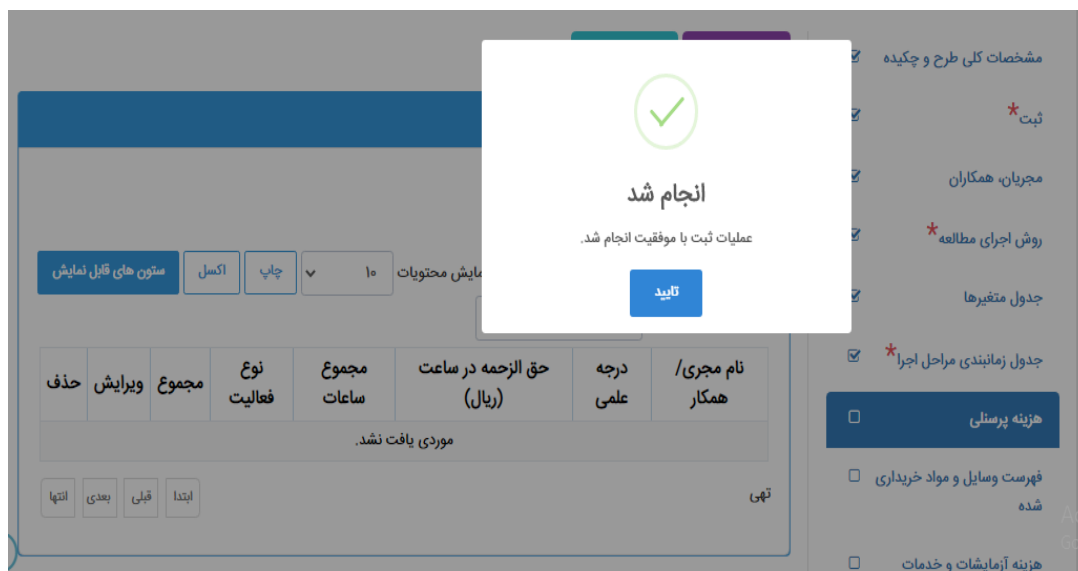 مشخصات کلی طرح و چکیده
ثبت*
مجریان، همکاران
روش اجرای مطالعه*
جدول متغیرها
جدول زمانبندی مراحل اجرا*
هزینه پرسنلی
فهرست وسایل و مواد خریداری
شده
هزینه آزمایشات و خدمات
انجام شد
عملیات ثبت با موفقیت انجام شد.
تایید
محتویات ۱۰ چاپ اکسل ستون های قابل نمایش
نام مجری/ همکار درجه علمی حق الزحمه در ساعت (ریال) مجموع ساعات نوع فعالیت مجموع ویرایش حذف
موردی یافت نشد.
تهی
ابتدا قبلی بعدی انتها